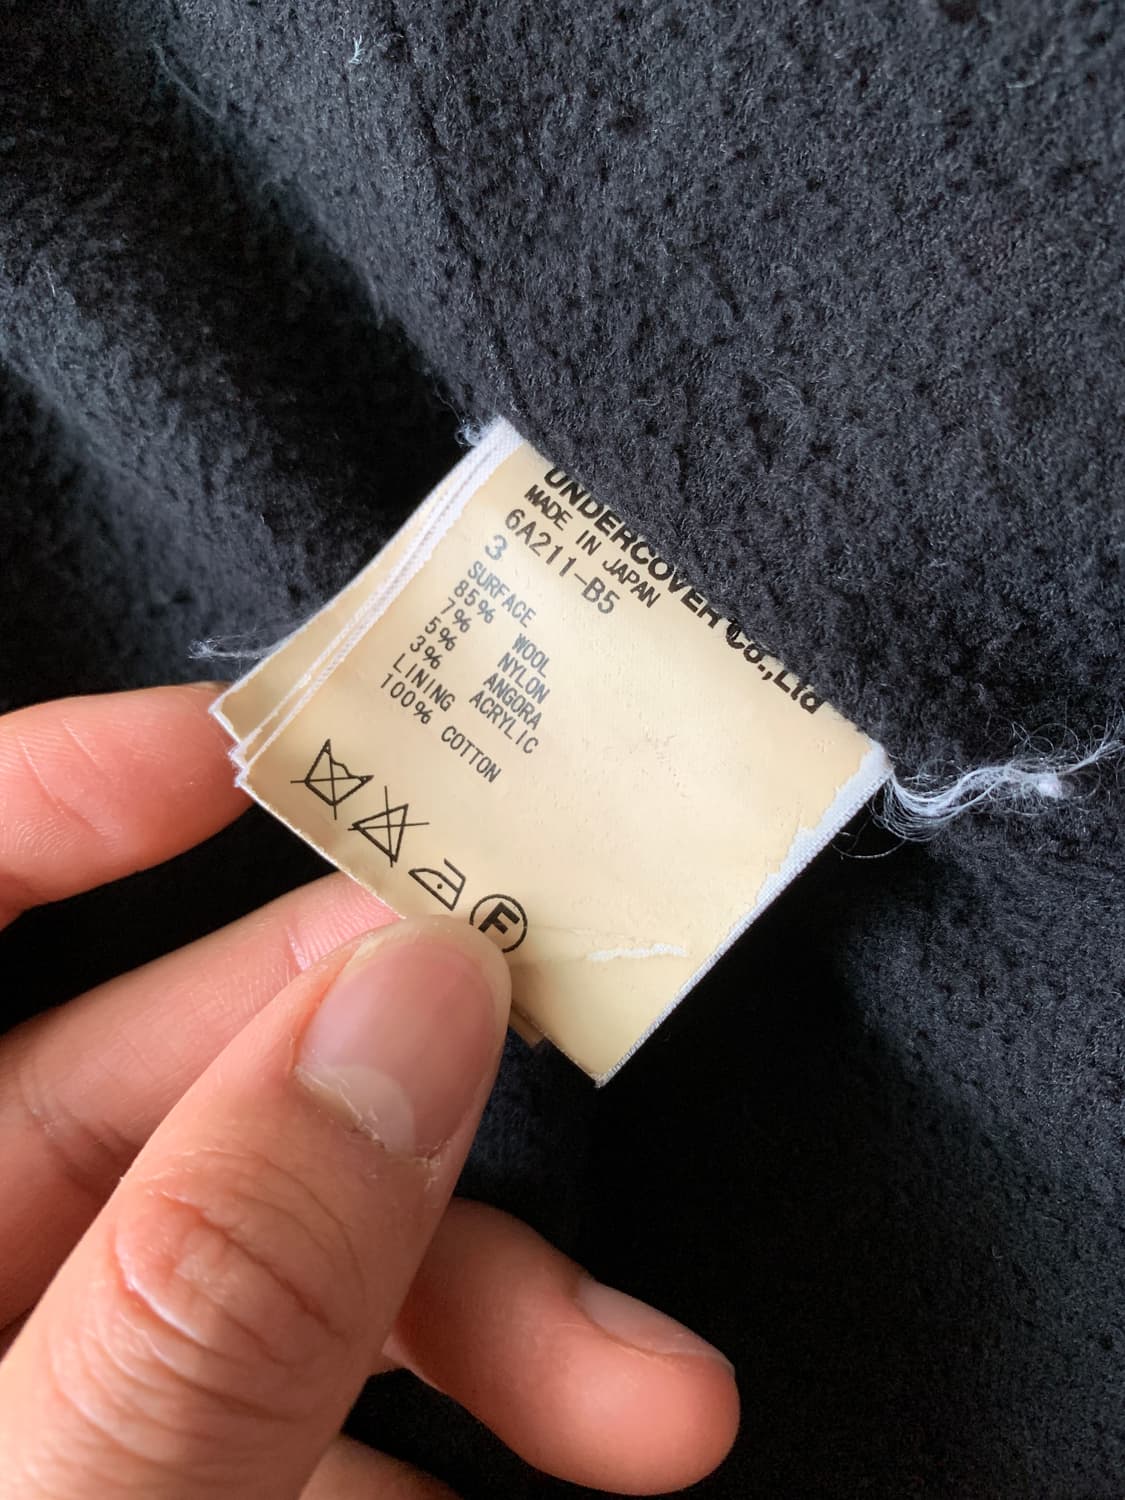 UNDERCOVER Co.,Ltd
MADE IN JAPAN
6A211-B5
3
SURFACE
85% WOOL
7% NYLON
5% ANGORA
3% ACRYLIC
LINING
100% COTTON
F